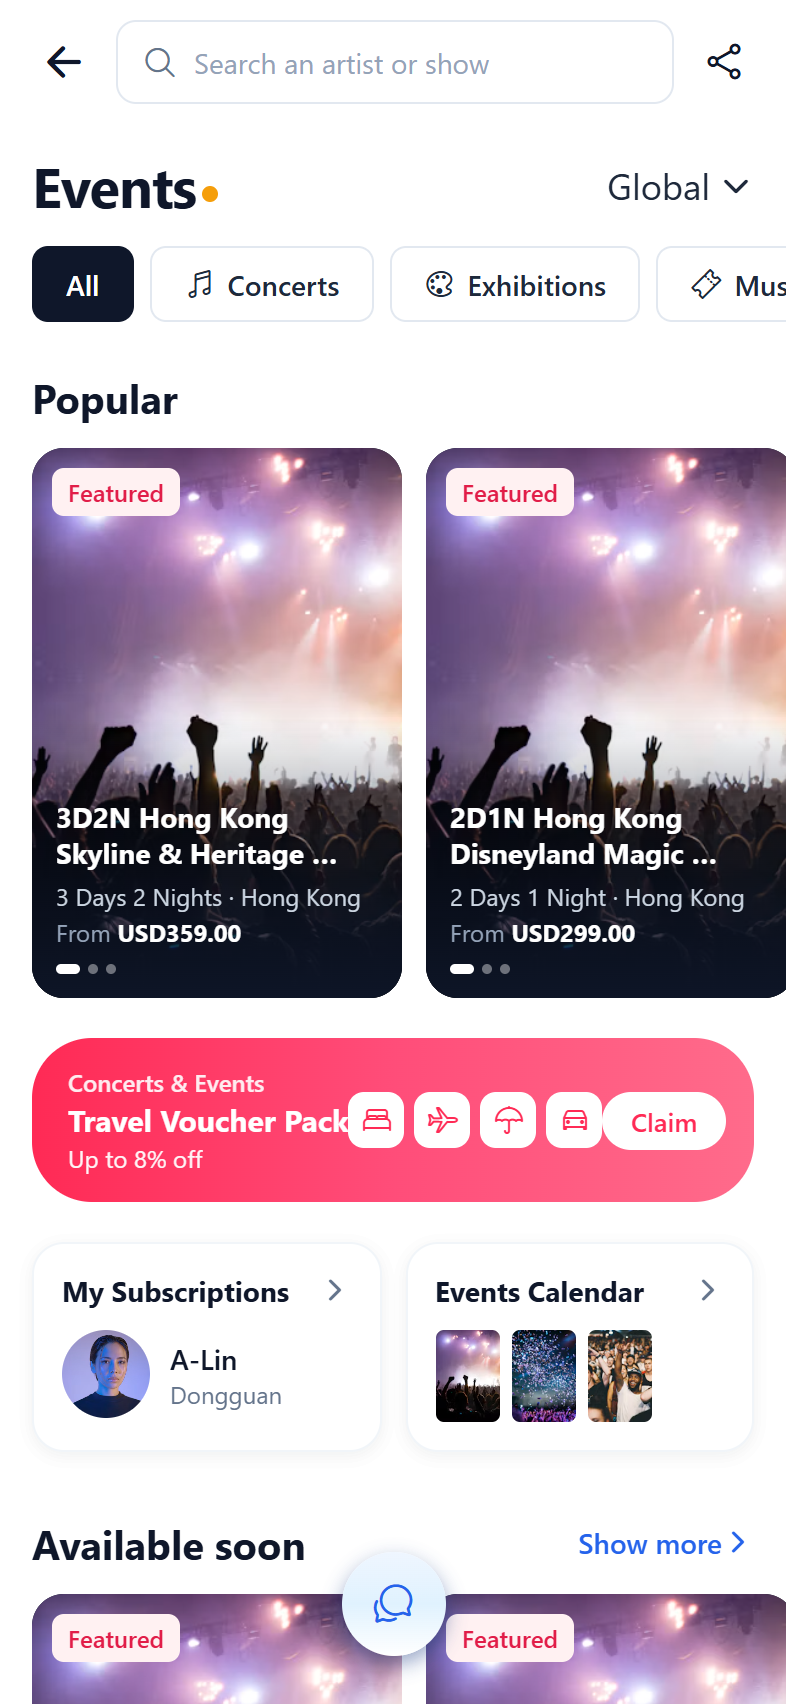 Search an artist or show
Events
Global
All
Concerts
Exhibitions
Mus
Popular
Featured
3D2N Hong Kong
Skyline & Heritage ...
3 Days 2 Nights · Hong Kong
From USD359.00
Featured
2D1N Hong Kong
Disneyland Magic ...
2 Days 1 Night · Hong Kong
From USD299.00
Concerts & Events
Travel Voucher Pack
Up to 8% off
Claim
My Subscriptions
A-Lin
Dongguan
Events Calendar
Available soon
Show more
Featured
Featured